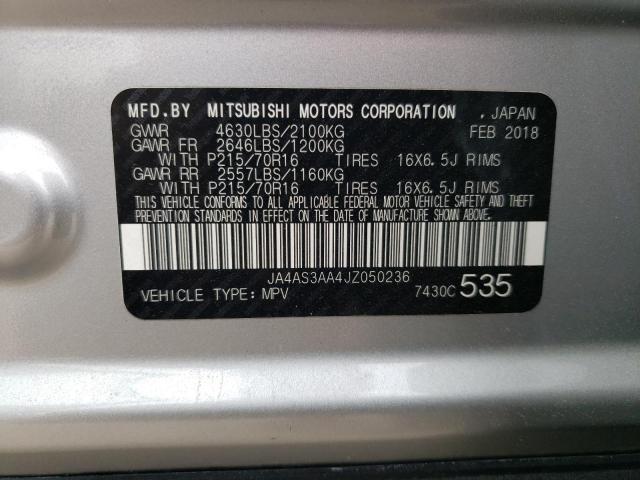 MFD.BY MITSUBISHI MOTORS CORPORATION , JAPAN
GVWR 4630LBS/2100KG FEB 2018
GAWR FR 2646LBS/1200KG
WITH P215/70R16 TIRES 16X6.5J RIMS
GAWR RR 2557LBS/1160KG
WITH P215/70R16 TIRES 16X6.5J RIMS
THIS VEHICLE CONFORMS TO ALL APPLICABLE FEDERAL MOTOR VEHICLE SAFETY AND THEFT
PREVENTION STANDARDS IN EFFECT ON THE DATE OF MANUFACTURE SHOWN ABOVE.
JA4AS3AA4JZ050236
VEHICLE TYPE:MPV 7430C 535